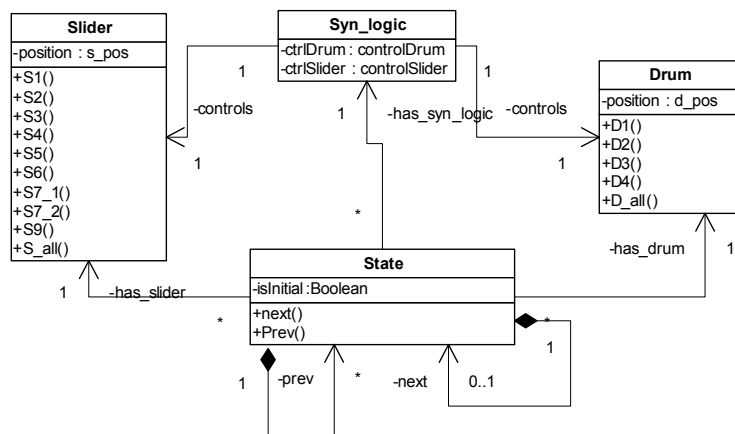 Slider
-position : s_pos
+S1()
+S2()
+S3()
+S4()
+S5()
+S6()
+S7_1()
+S7_2()
+S9()
+S_all()
Syn_logic
-ctrlDrum : controlDrum
-ctrlSlider : controlSlider
Drum
-position : d_pos
+D1()
+D2()
+D3()
+D4()
+D_all()
1
-controls
1
1
-controls
1
1
-has_syn_logic
*
State
-isInitial :Boolean
+next()
+Prev()
1
-has_slider
*
-has_drum
1
*
1
-prev
*
-next
0..1
1